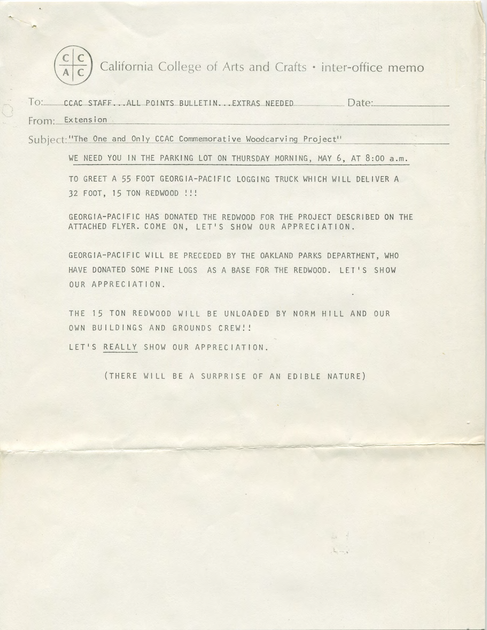 C C
A C
California College of Arts and Crafts • inter-office memo
To: CCAC STAFF...ALL POINTS BULLETIN...EXTRAS NEEDED Date:
From: Extension
Subject: "The One and Only CCAC Commemorative Woodcarving Project"
WE NEED YOU IN THE PARKING LOT ON THURSDAY MORNING, MAY 6, AT 8:00 a.m.
TO GREET A 55 FOOT GEORGIA-PACIFIC LOGGING TRUCK WHICH WILL DELIVER A
32 FOOT, 15 TON REDWOOD !!!
GEORGIA-PACIFIC HAS DONATED THE REDWOOD FOR THE PROJECT DESCRIBED ON THE
ATTACHED FLYER. COME ON, LET'S SHOW OUR APPRECIATION.
GEORGIA-PACIFIC WILL BE PRECEDED BY THE OAKLAND PARKS DEPARTMENT, WHO
HAVE DONATED SOME PINE LOGS AS A BASE FOR THE REDWOOD. LET'S SHOW
OUR APPRECIATION.
THE 15 TON REDWOOD WILL BE UNLOADED BY NORM HILL AND OUR
OWN BUILDINGS AND GROUNDS CREW!!
LET'S REALLY SHOW OUR APPRECIATION.
(THERE WILL BE A SURPRISE OF AN EDIBLE NATURE)